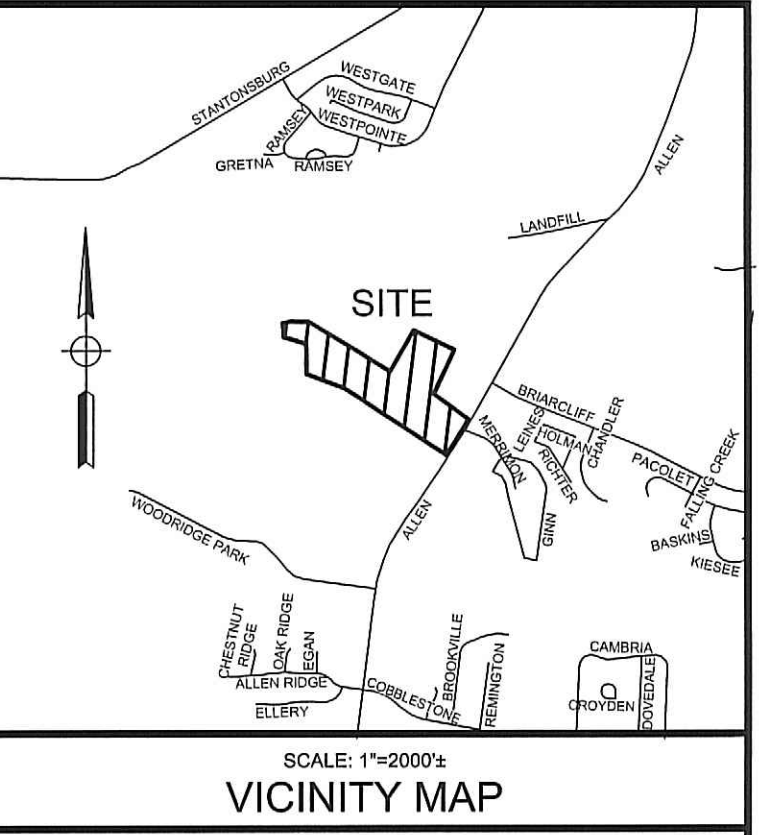 STANTONSBURG
WESTGATE
WESTPARK
WESTPOINTE
RAMSEY
GRETNA
RAMSEY
ALLEN
LANDFILL
SITE
BRIARCLIFF
MERRIMON
LEINES
HOLMAN
CHANDLER
RICHTER
PACOLET
FALLING CREEK
GINN
BASKINS
KIESEE
ALLEN
WOODRIDGE PARK
CHESTNUT
RIDGE
OAK RIDGE
EGAN
ALLEN RIDGE
ELLERY
COBBLESTONE
BROOKVILLE
REMINGTON
CAMBRIA
CROYDEN
DOVEDALE
SCALE: 1"=2000'±
VICINITY MAP